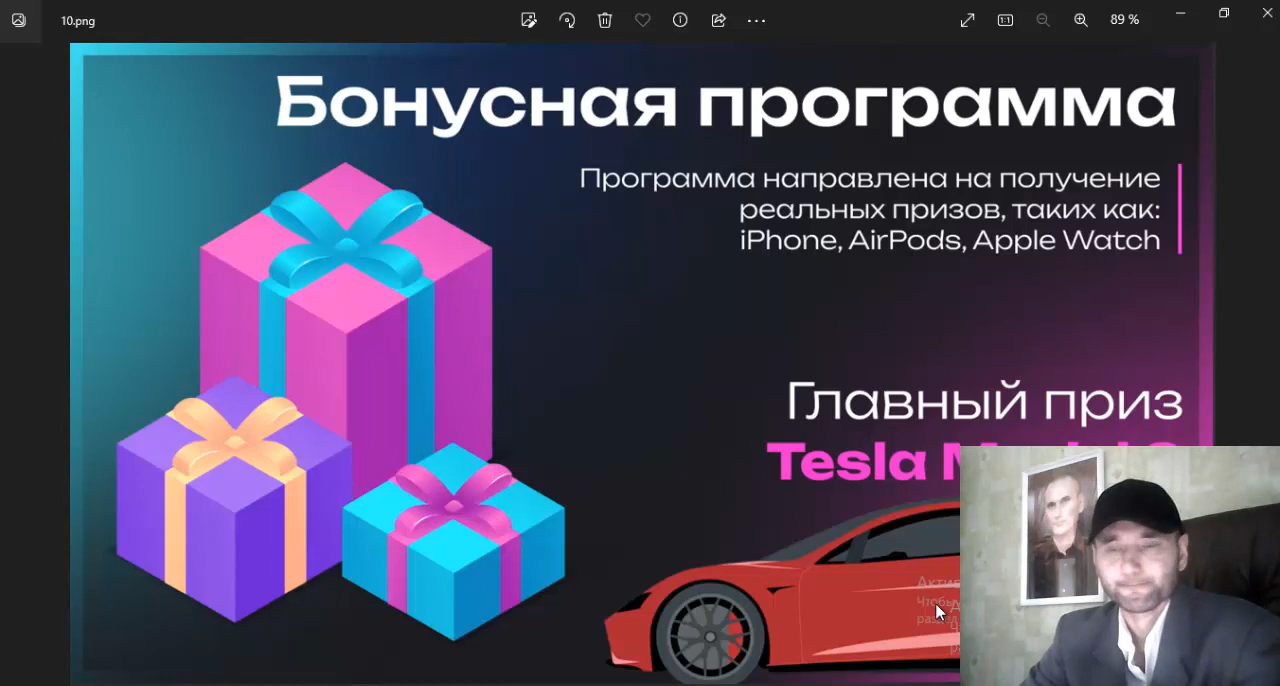 10.png
89 %
Бонусная программа
Программа направлена на получение
реальных призов, таких как:
iPhone, AirPods, Apple Watch
Главный приз
Tesla